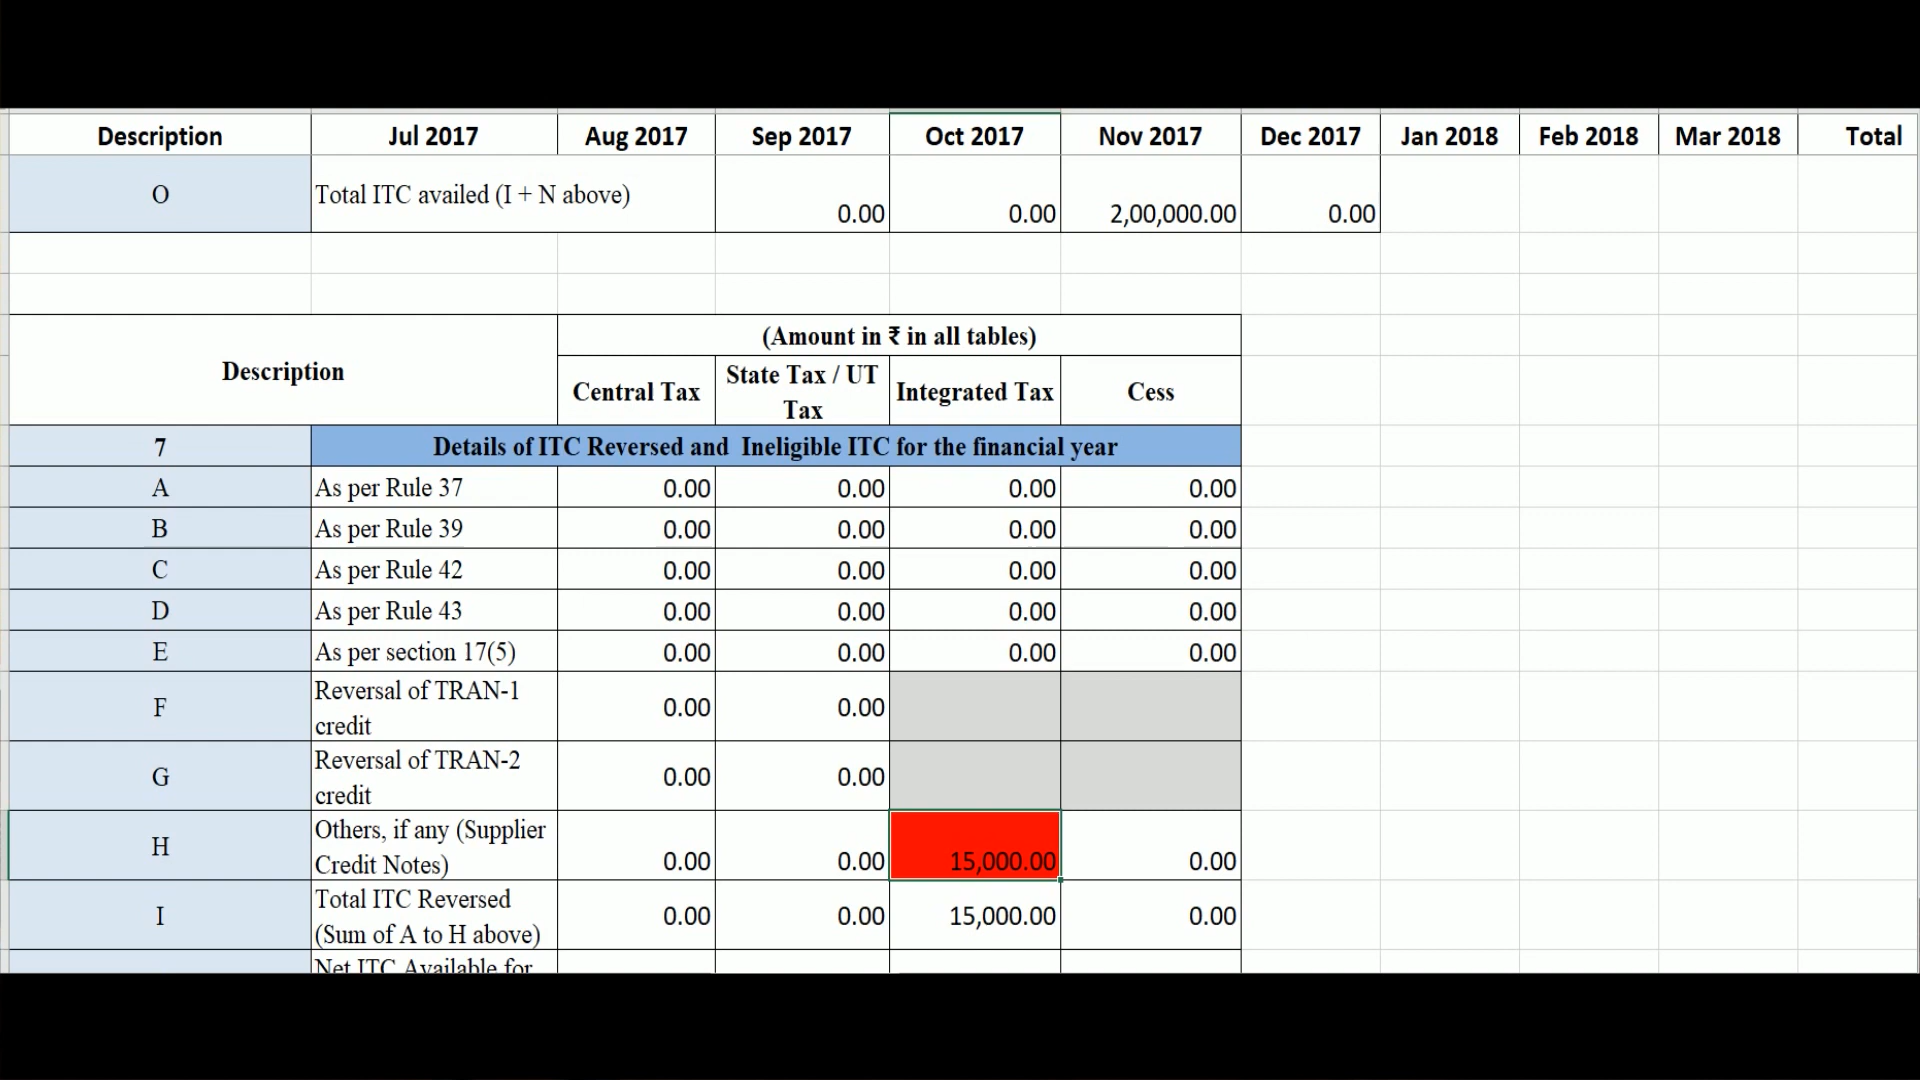 Description Jul 2017 Aug 2017 Sep 2017 Oct 2017 Nov 2017 Dec 2017 Jan 2018 Feb 2018 Mar 2018 Total
O Total ITC availed (I + N above) 0.00 0.00 2,00,000.00 0.00
(Amount in ₹ in all tables)
Description Central Tax State Tax / UT Tax Integrated Tax Cess
7 Details of ITC Reversed and Ineligible ITC for the financial year
A As per Rule 37 0.00 0.00 0.00 0.00
B As per Rule 39 0.00 0.00 0.00 0.00
C As per Rule 42 0.00 0.00 0.00 0.00
D As per Rule 43 0.00 0.00 0.00 0.00
E As per section 17(5) 0.00 0.00 0.00 0.00
F Reversal of TRAN-1 credit 0.00 0.00
G Reversal of TRAN-2 credit 0.00 0.00
H Others, if any (Supplier Credit Notes) 0.00 0.00 15,000.00 0.00
I Total ITC Reversed (Sum of A to H above) 0.00 0.00 15,000.00 0.00
Net ITC Available for